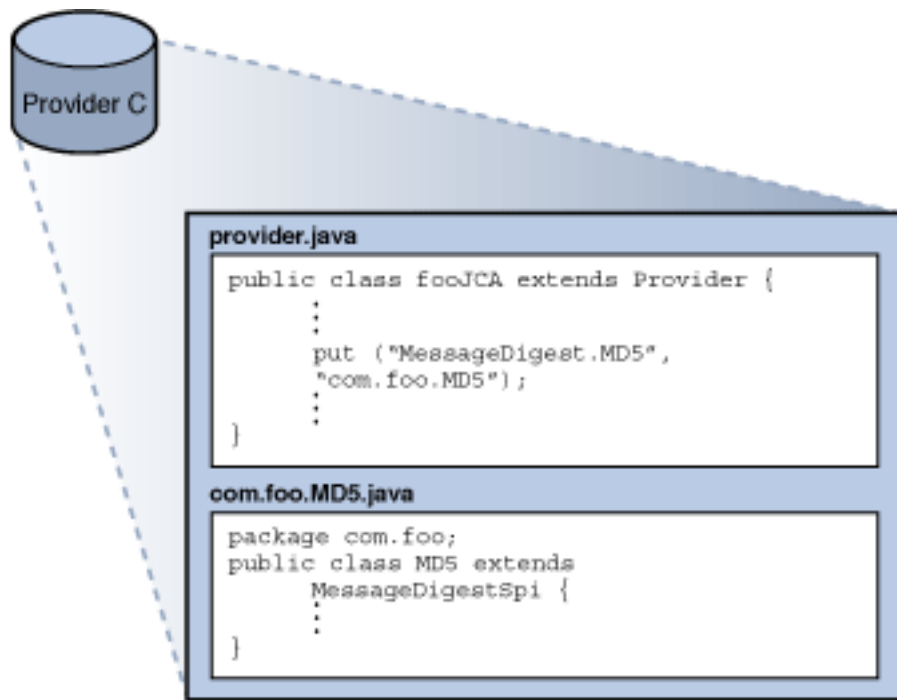 Provider C
provider.java
public class fooJCA extends Provider {
put ("MessageDigest.MD5",
"com.foo.MD5");
}
com.foo.MD5.java
package com.foo;
public class MD5 extends
MessageDigestSpi {
}